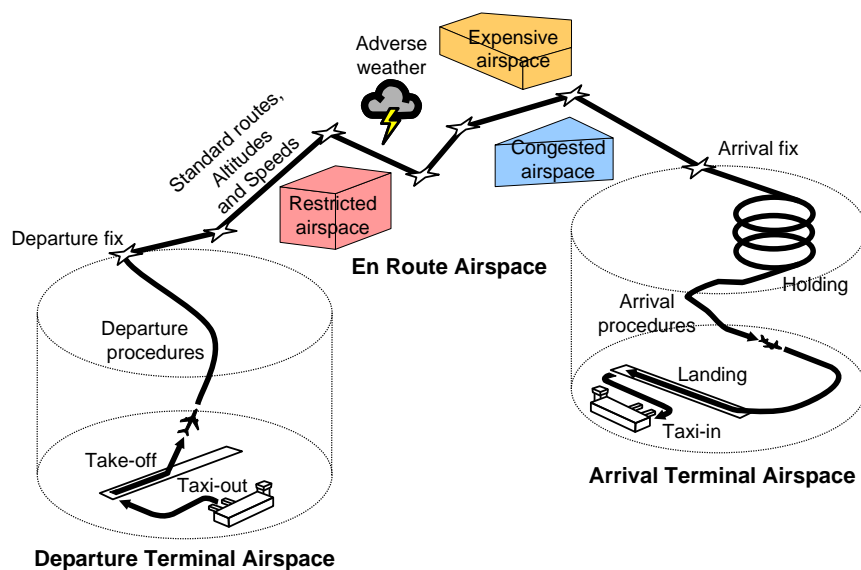 Adverse
weather
Expensive
airspace
Standard routes,
Altitudes
and Speeds
Congested
airspace
Arrival fix
Restricted
airspace
Departure fix
En Route Airspace
Holding
Departure
procedures
Arrival
procedures
Landing
Taxi-in
Take-off
Taxi-out
Arrival Terminal Airspace
Departure Terminal Airspace